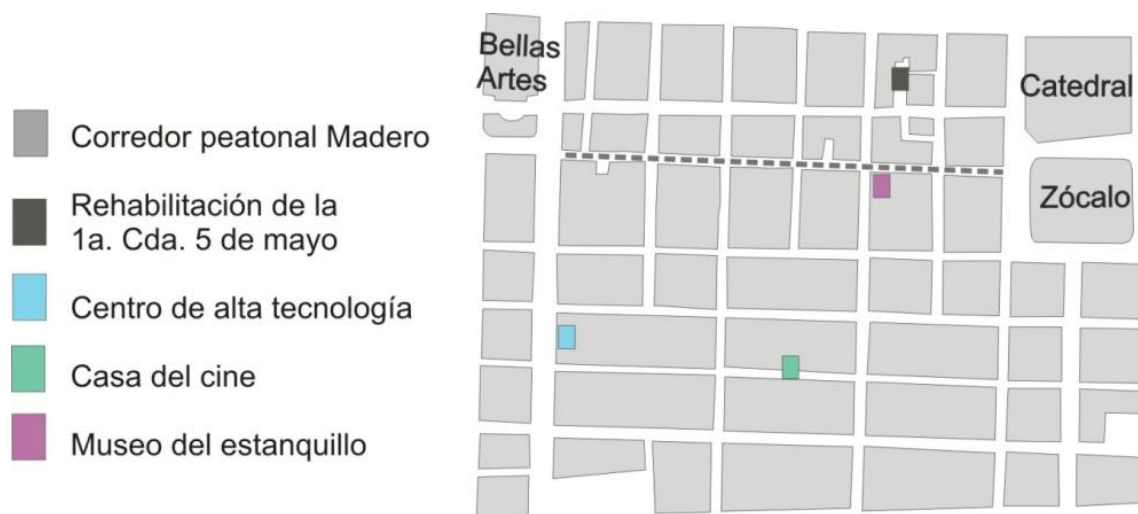 Corredor peatonal Madero
Rehabilitación de la
1a. Cda. 5 de mayo
Centro de alta tecnología
Casa del cine
Museo del estanquillo
Bellas
Artes
Catedral
Zócalo